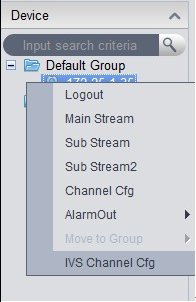 Device
Input search criteria
Default Group
Logout
Main Stream
Sub Stream
Sub Stream2
Channel Cfg
AlarmOut
Move to Group
IVS Channel Cfg